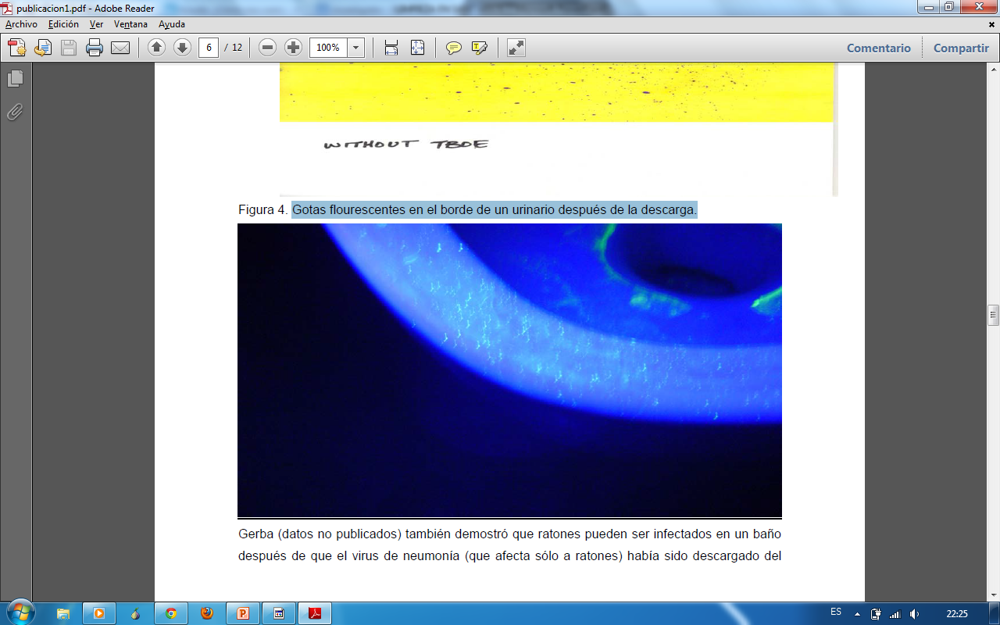 publicacion1.pdf - Adobe Reader
Archivo Edición Ver Ventana Ayuda
6 / 12 100% Comentario Compartir
WITHOUT TBDE
Figura 4. Gotas flourescentes en el borde de un urinario después de la descarga.
Gerba (datos no publicados) también demostró que ratones pueden ser infectados en un baño
después de que el virus de neumonía (que afecta sólo a ratones) había sido descargado del
ES 22:25